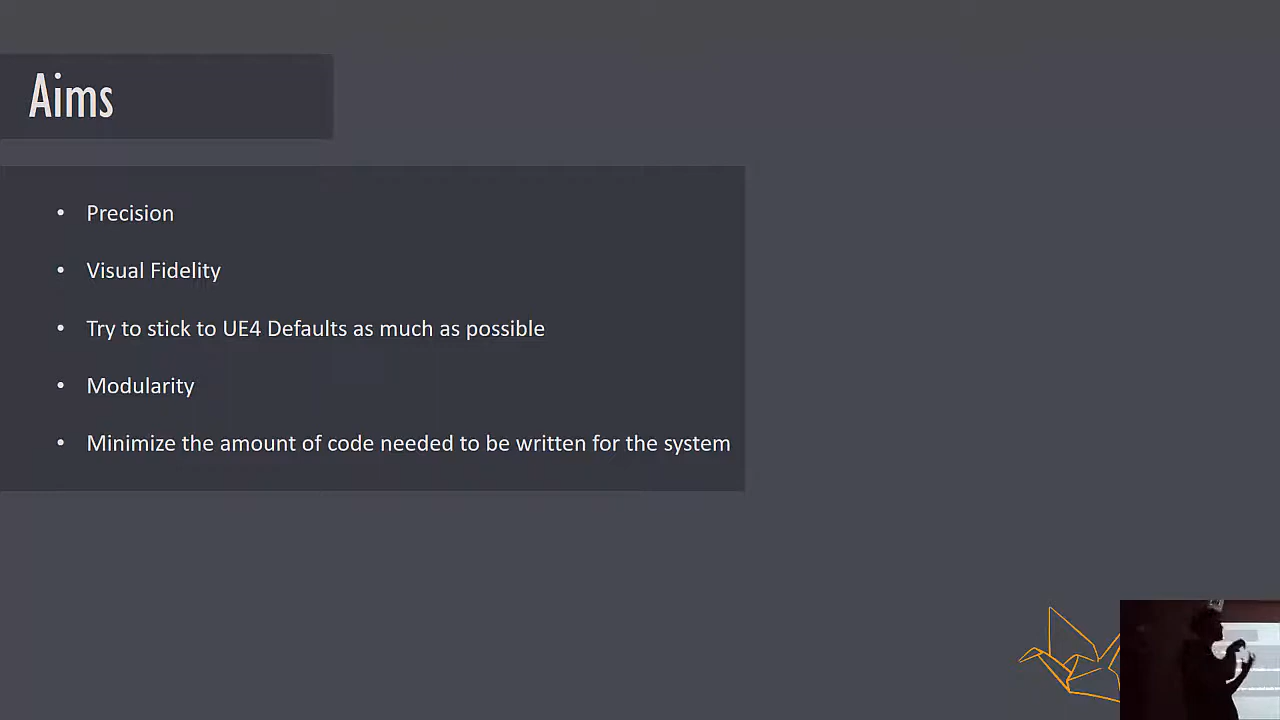 Aims
• Precision
• Visual Fidelity
• Try to stick to UE4 Defaults as much as possible
• Modularity
• Minimize the amount of code needed to be written for the system